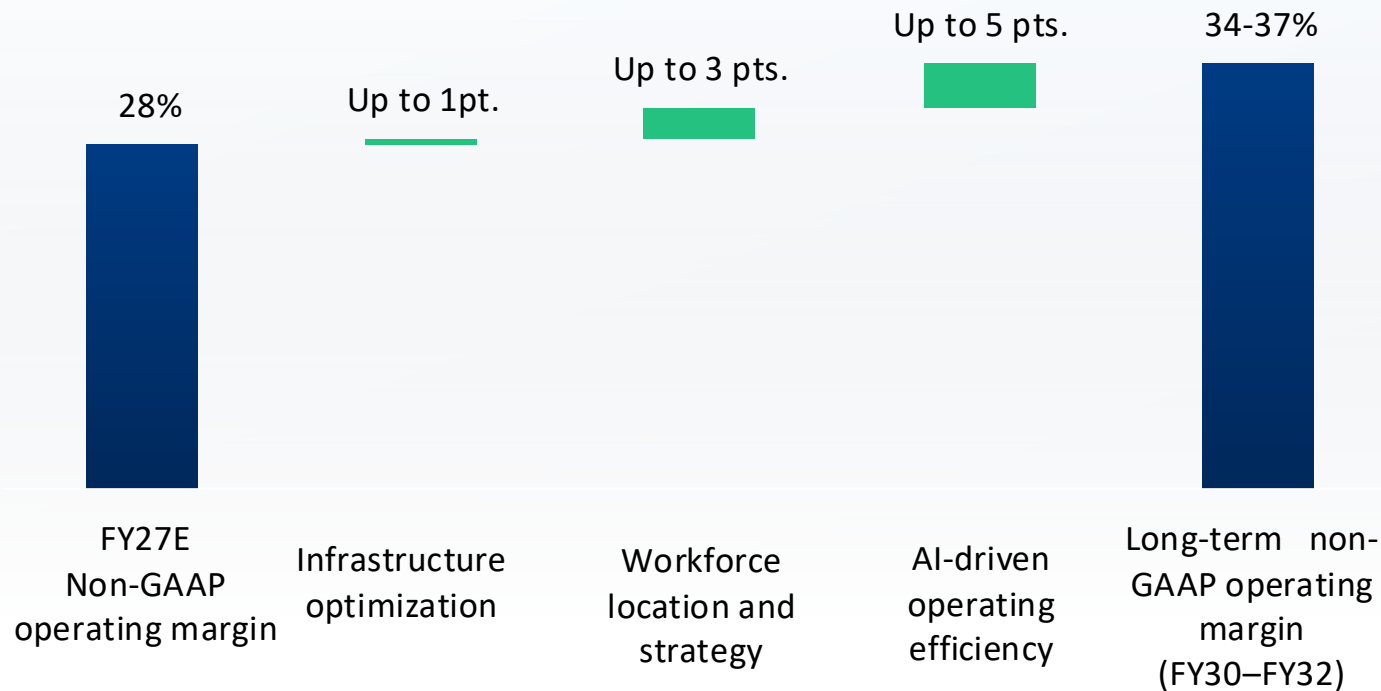 28%
Up to 1pt.
Up to 3 pts.
Up to 5 pts.
34-37%
FY27E
Non-GAAP
operating margin
Infrastructure
optimization
Workforce
location and
strategy
AI-driven
operating
efficiency
Long-term non-
GAAP operating
margin
(FY30–FY32)